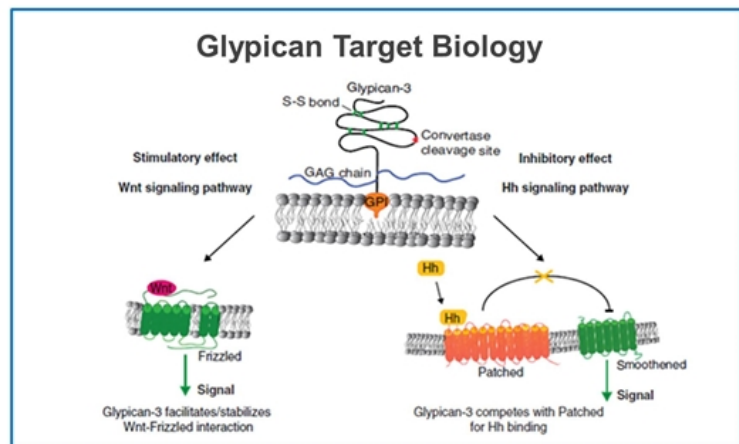 Glypican Target Biology
Glypican-3
S-S bond
Convertase
cleavage site
Stimulatory effect
Wnt signaling pathway
GAG chain
Inhibitory effect
Hh signaling pathway
GPI
Wnt
Frizzled
Signal
Glypican-3 facilitates/stabilizes
Wnt-Frizzled interaction
Hh
Hh
Patched
Smoothened
Signal
Glypican-3 competes with Patched
for Hh binding